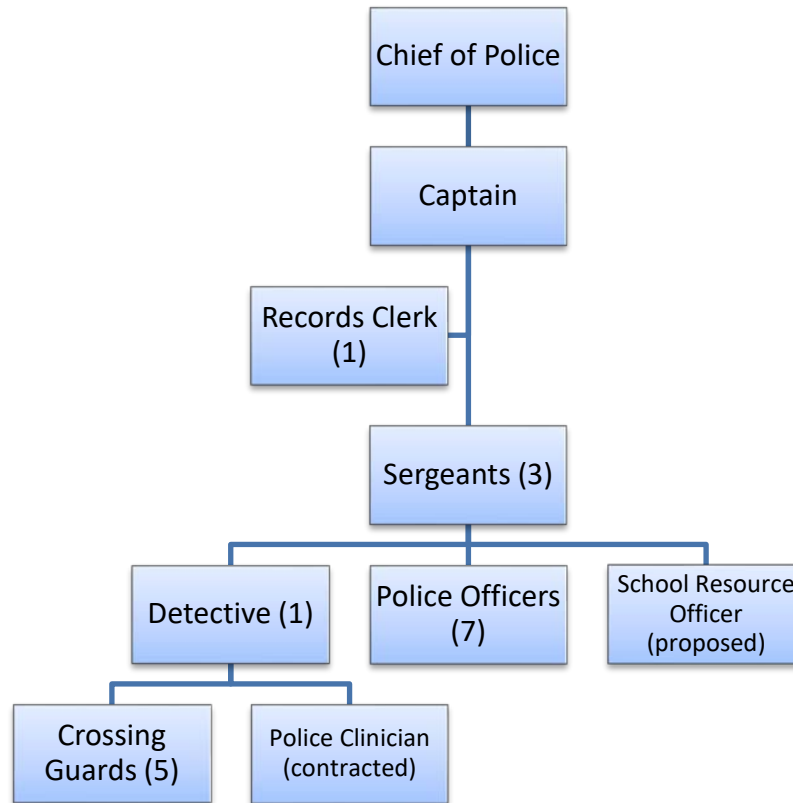 Chief of Police
Captain
Records Clerk
(1)
Sergeants (3)
Detective (1)
Police Officers
(7)
School Resource
Officer
(proposed)
Crossing
Guards (5)
Police Clinician
(contracted)